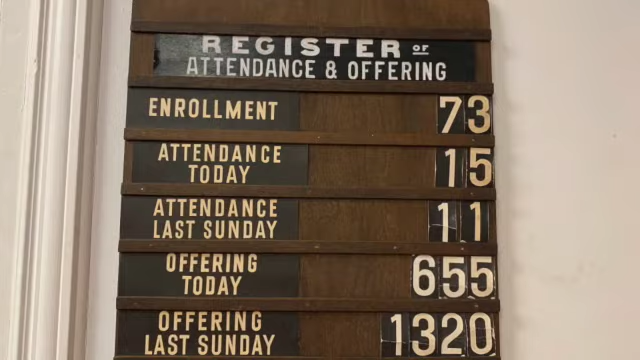 REGISTER OF
ATTENDANCE & OFFERING
ENROLLMENT 73
ATTENDANCE
TODAY 15
ATTENDANCE
LAST SUNDAY 11
OFFERING
TODAY 655
OFFERING
LAST SUNDAY 1320